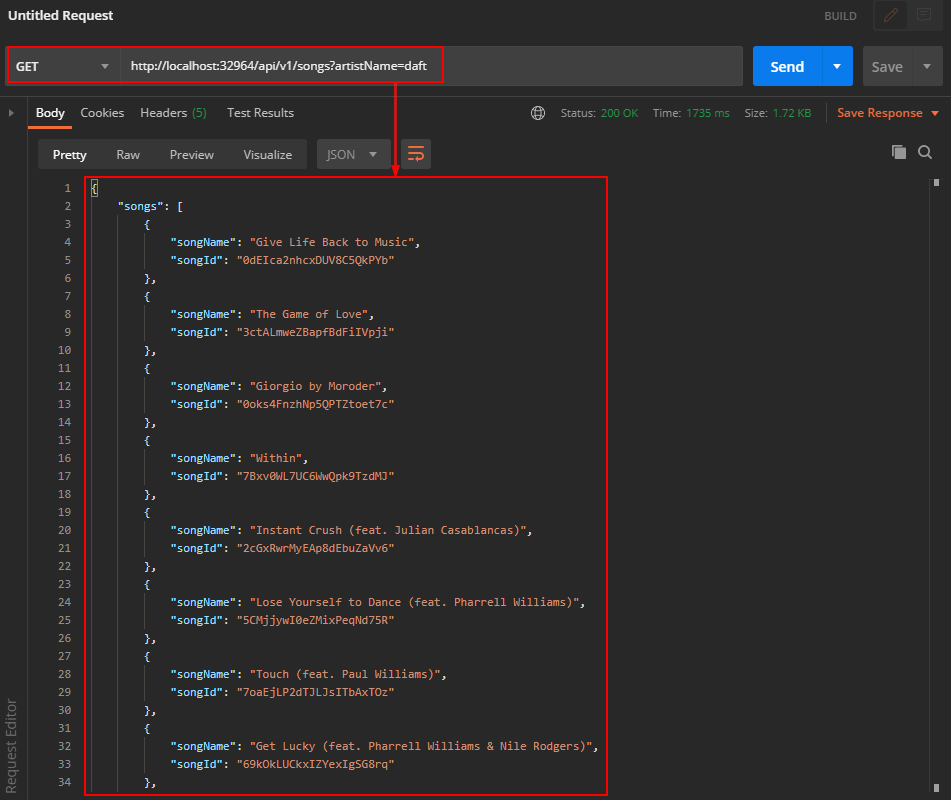 Untitled Request
BUILD
GET
http://localhost:32964/api/v1/songs?artistName=daft
Send
Save
Body Cookies Headers (5) Test Results
Status: 200 OK Time: 1735 ms Size: 1.72 KB Save Response
Pretty Raw Preview Visualize JSON
1 {
2 "songs": [
3 {
4 "songName": "Give Life Back to Music",
5 "songId": "0dEIca2nhcxDUV8C5QkPYb"
6 },
7 {
8 "songName": "The Game of Love",
9 "songId": "3ctALmweZBapfBdFiIVpji"
10 },
11 {
12 "songName": "Giorgio by Moroder",
13 "songId": "0oks4FnzhNp5QPTZtoet7c"
14 },
15 {
16 "songName": "Within",
17 "songId": "7Bxv0WL7UC6WwQpk9TzdMJ"
18 },
19 {
20 "songName": "Instant Crush (feat. Julian Casablancas)",
21 "songId": "2cGxRwrMyEAp8dEbuZaVv6"
22 },
23 {
24 "songName": "Lose Yourself to Dance (feat. Pharrell Williams)",
25 "songId": "5CMjjywI0eZMixPeqNd75R"
26 },
27 {
28 "songName": "Touch (feat. Paul Williams)",
29 "songId": "7oaEjLP2dTJLJsITbAxTOz"
30 },
31 {
32 "songName": "Get Lucky (feat. Pharrell Williams & Nile Rodgers)",
33 "songId": "69kOkLUCkxIZYexIgSG8rq"
34 },
Request Editor